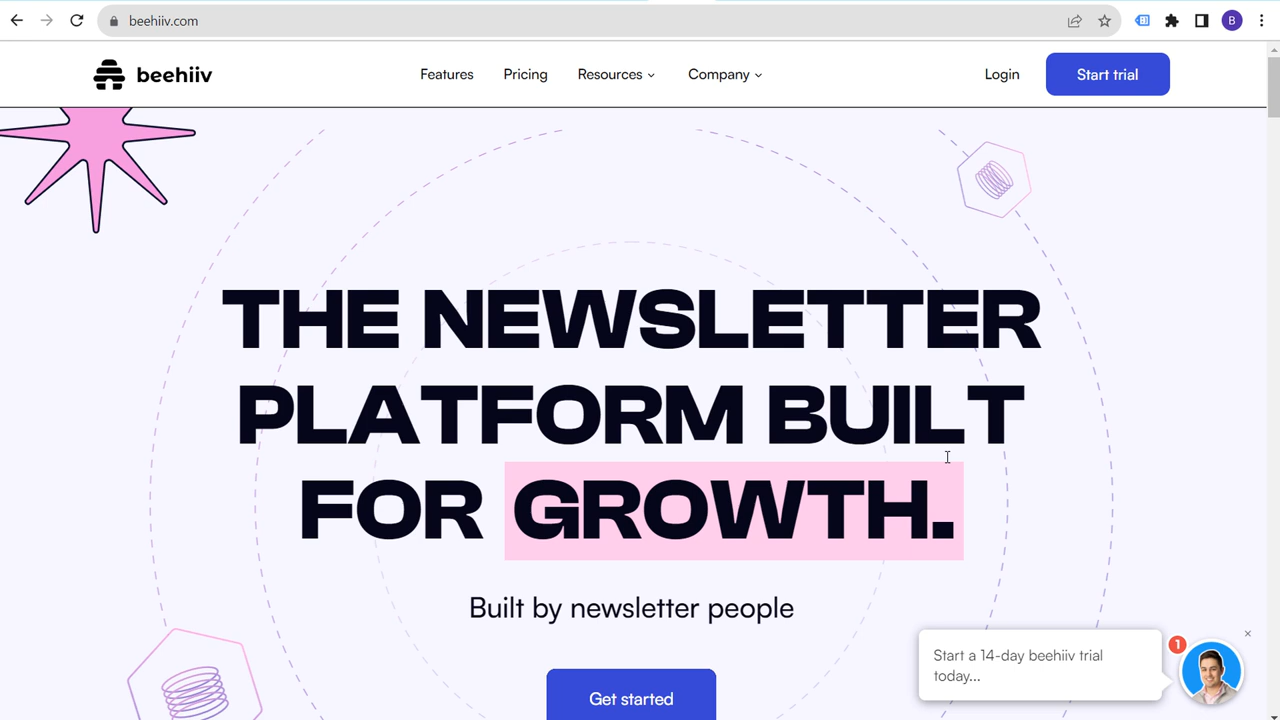 beehiiv.com
B
beehiiv
Features Pricing Resources Company Login Start trial
THE NEWSLETTER
PLATFORM BUILT
FOR GROWTH.
Built by newsletter people
Get started
1
Start a 14-day beehiiv trial
today...